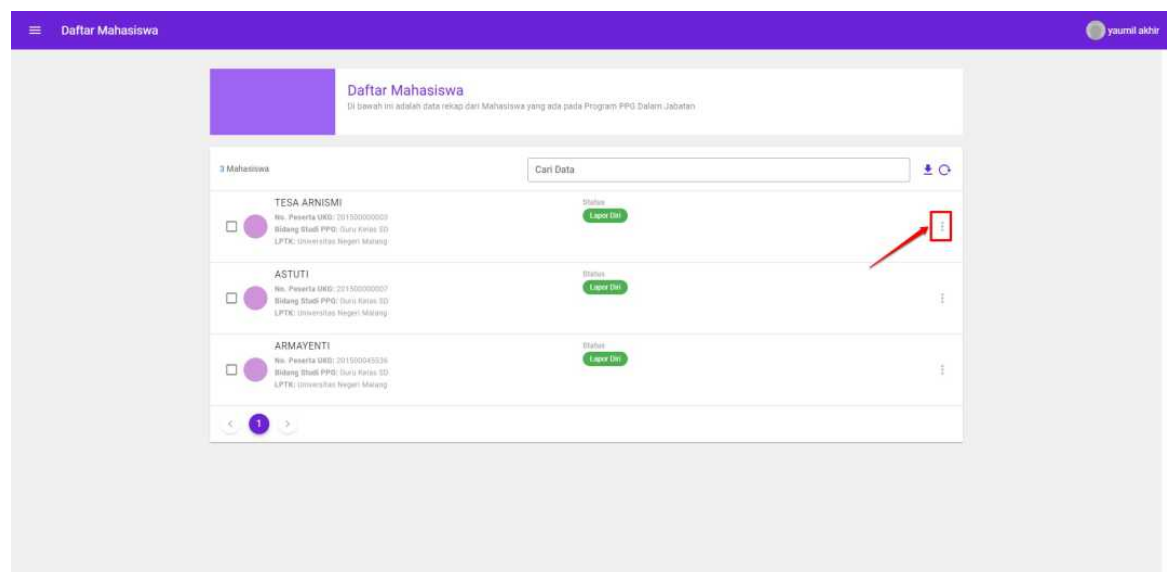 Daftar Mahasiswa
yaumil akhir
Daftar Mahasiswa
Di bawah ini adalah data rekap dari Mahasiswa yang ada pada Program PPG Dalam Jabatan
3 Mahasiswa
Cari Data
TESA ARNISMI
No. Peserta UKG: 201500000003
Bidang Studi PPG: Guru Kelas SD
LPTK: Universitas Negeri Malang
Status
Lapor Diri
ASTUTI
No. Peserta UKG: 201500000007
Bidang Studi PPG: Guru Kelas SD
LPTK: Universitas Negeri Malang
Status
Lapor Diri
ARMAYENTI
No. Peserta UKG: 201500045036
Bidang Studi PPG: Guru Kelas SD
LPTK: Universitas Negeri Malang
Status
Lapor Diri
1